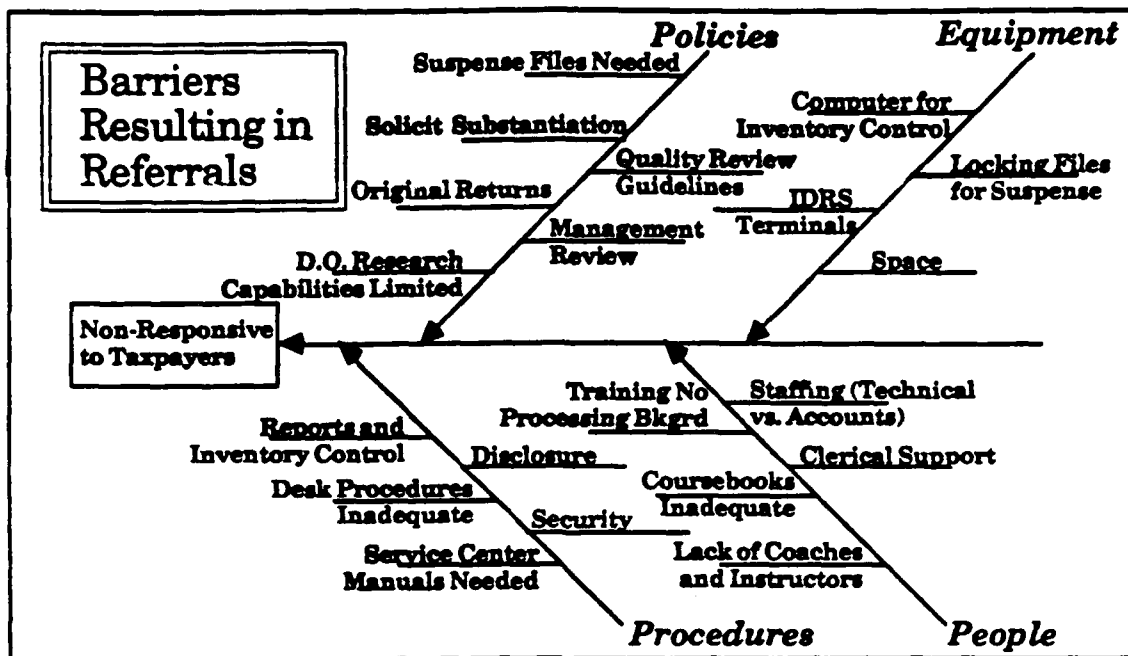 Barriers
Resulting in
Referrals
Policies
Suspense Files Needed
Solicit Substantiation
Quality Review
Guidelines
Original Returns
Management
Review
D.Q. Research
Capabilities Limited
Equipment
Computer for
Inventory Control
Locking Files
for Suspense
IDRS
Terminals
Space
Non-Responsive
to Taxpayers
Reports and
Inventory Control
Disclosure
Desk Procedures
Inadequate
Security
Service Center
Manuals Needed
Procedures
Training No
Processing Bkgrd
Staffing (Technical
vs. Accounts)
Clerical Support
Coursebooks
Inadequate
Lack of Coaches
and Instructors
People